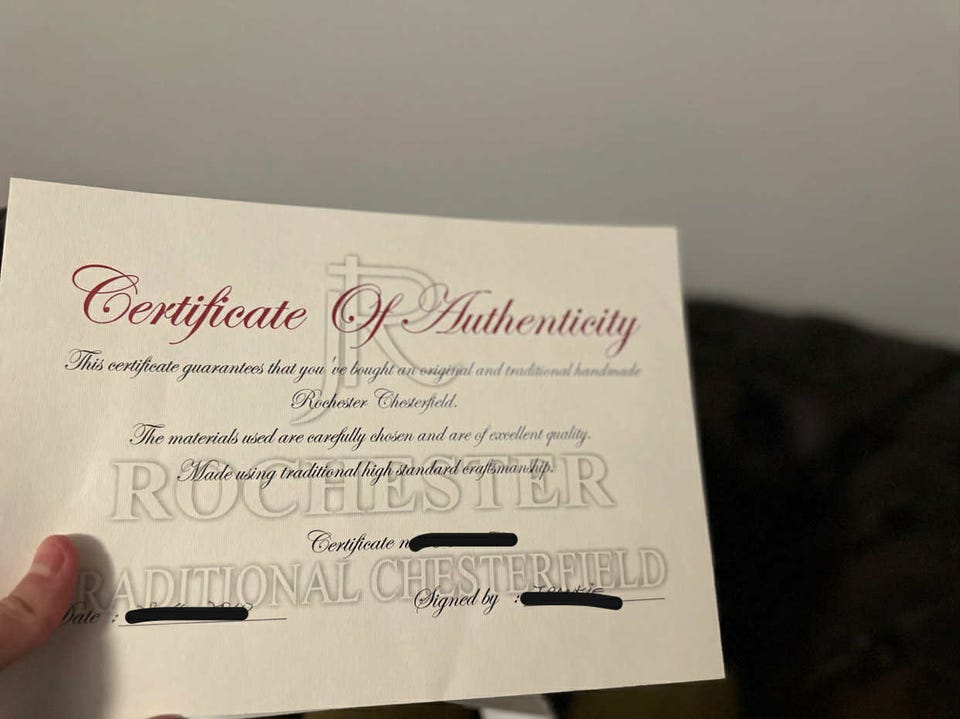 JR
Certificate Of Authenticity
This certificate guarantees that you've bought an original and traditional handmade
Rochester Chesterfield.
The materials used are carefully chosen and are of excellent quality.
Made using traditional high standard craftsmanship.
ROCHESTER
Certificate n
RADITIONAL CHESTERFIELD
Date :
Signed by :